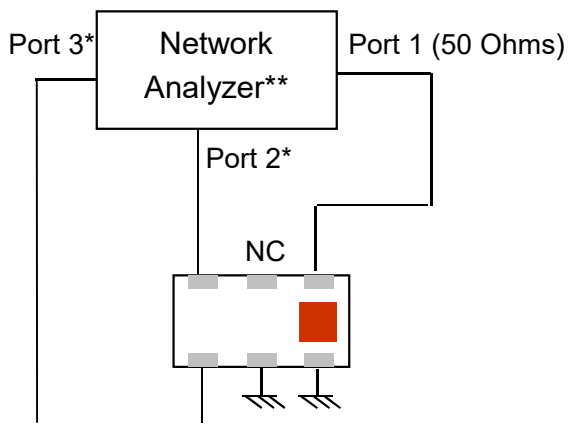 Port 3*
Network
Analyzer**
Port 1 (50 Ohms)
Port 2*
NC